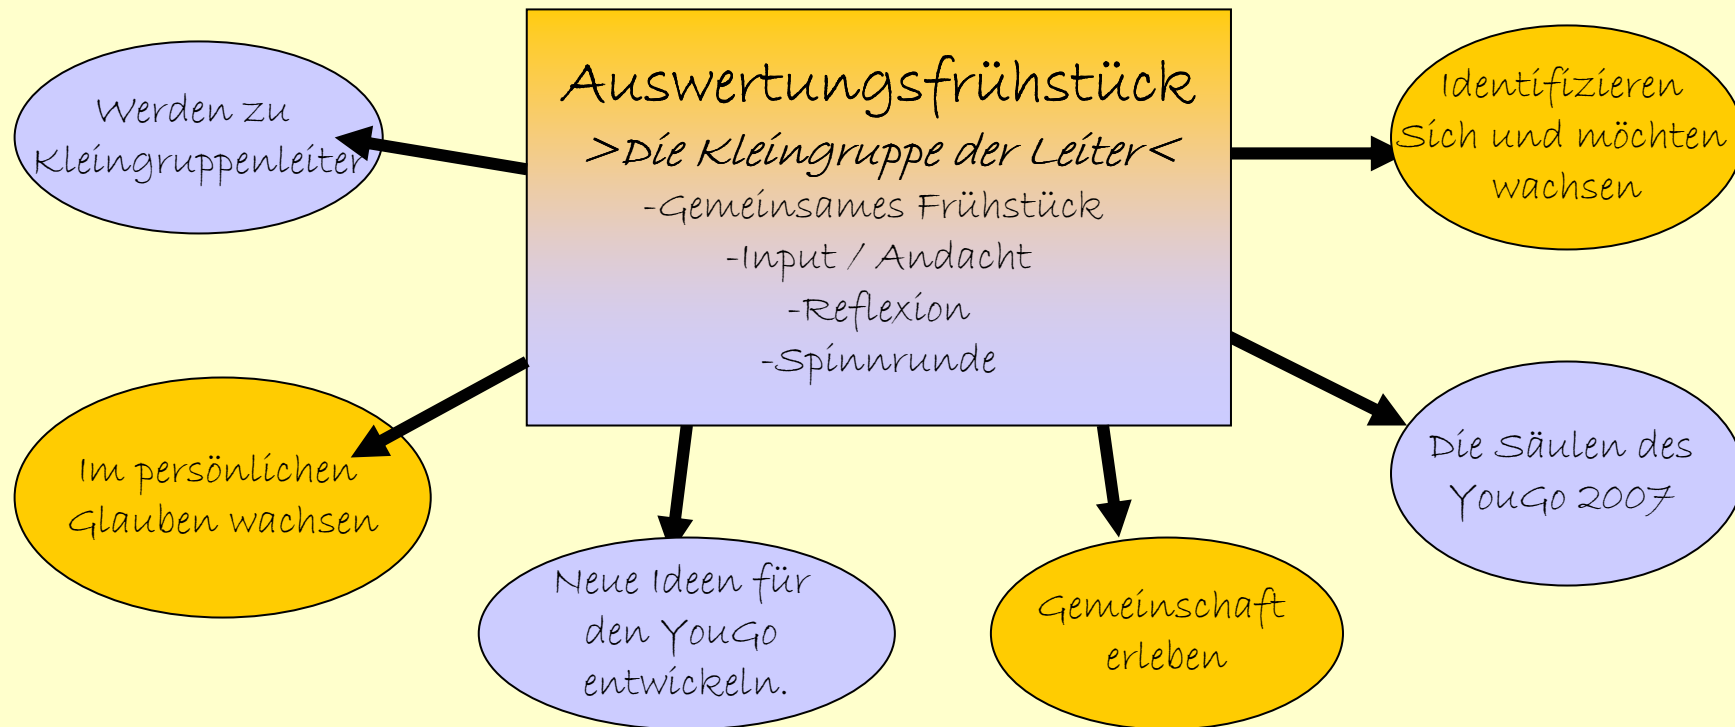 Auswertungsfrühstück
>Die Kleingruppe der Leiter<
-Gemeinsames Frühstück
-Input / Andacht
-Reflexion
-Spinnrunde
Werden zu
Kleingruppenleiter
Identifizieren
Sich und möchten
wachsen
Im persönlichen
Glauben wachsen
Die Säulen des
YouGo 2007
Neue Ideen für
den YouGo
entwickeln.
Gemeinschaft
erleben